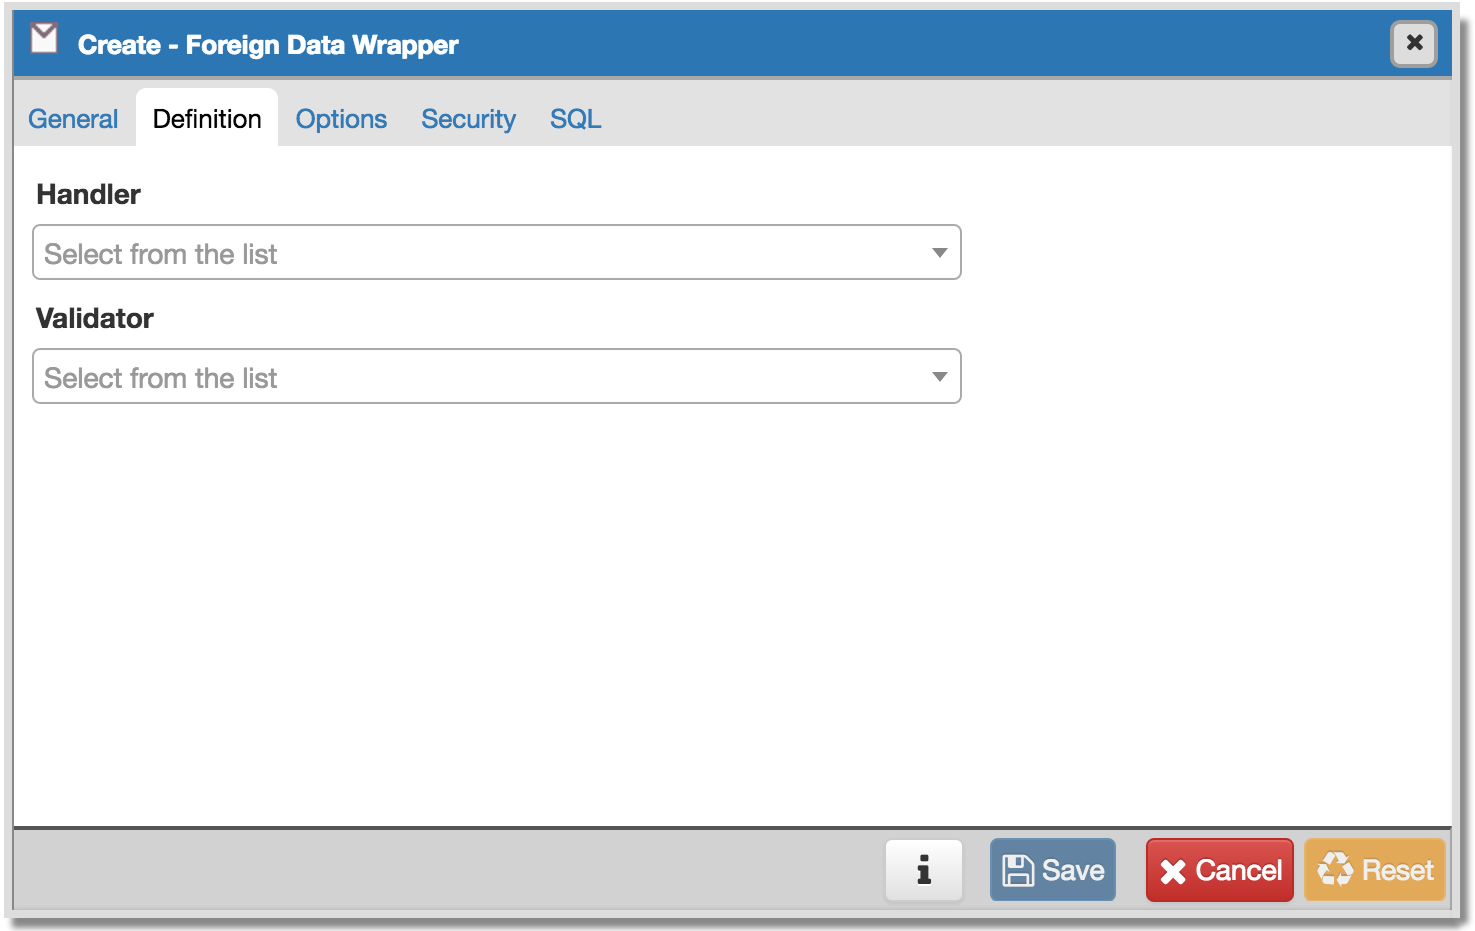 Create - Foreign Data Wrapper
General Definition Options Security SQL
Handler
Select from the list
Validator
Select from the list
Save Cancel Reset